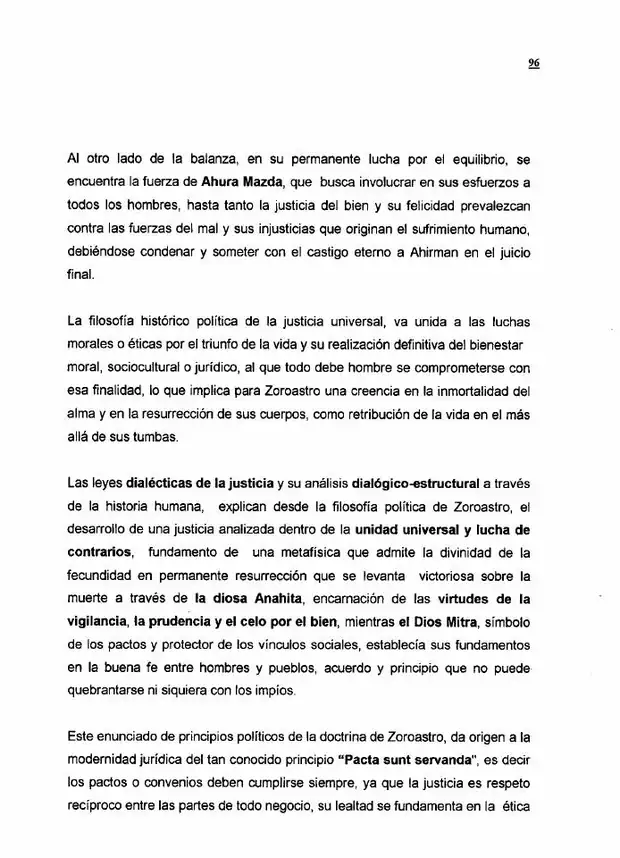 96
Al otro lado de la balanza, en su permanente lucha por el equilibrio, se
encuentra la fuerza de Ahura Mazda, que busca involucrar en sus esfuerzos a
todos los hombres, hasta tanto la justicia del bien y su felicidad prevalezcan
contra las fuerzas del mal y sus injusticias que originan el sufrimiento humano,
debiéndose condenar y someter con el castigo eterno a Ahirman en el juicio
final.
La filosofía histórico política de la justicia universal, va unida a las luchas
morales o éticas por el triunfo de la vida y su realización definitiva del bienestar
moral, sociocultural o jurídico, al que todo debe hombre se comprometerse con
esa finalidad, lo que implica para Zoroastro una creencia en la inmortalidad del
alma y en la resurrección de sus cuerpos, como retribución de la vida en el más
allá de sus tumbas.
Las leyes dialécticas de la justicia y su análisis dialógico-estructural a través
de la historia humana, explican desde la filosofía política de Zoroastro, el
desarrollo de una justicia analizada dentro de la unidad universal y lucha de
contrarios, fundamento de una metafísica que admite la divinidad de la
fecundidad en permanente resurrección que se levanta victoriosa sobre la
muerte a través de la diosa Anahita, encarnación de las virtudes de la
vigilancia, la prudencia y el celo por el bien, mientras el Dios Mitra, símbolo
de los pactos y protector de los vínculos sociales, establecía sus fundamentos
en la buena fe entre hombres y pueblos, acuerdo y principio que no puede
quebrantarse ni siquiera con los impíos.
Este enunciado de principios políticos de la doctrina de Zoroastro, da origen a la
modernidad jurídica del tan conocido principio "Pacta sunt servanda", es decir
los pactos o convenios deben cumplirse siempre, ya que la justicia es respeto
recíproco entre las partes de todo negocio, su lealtad se fundamenta en la ética